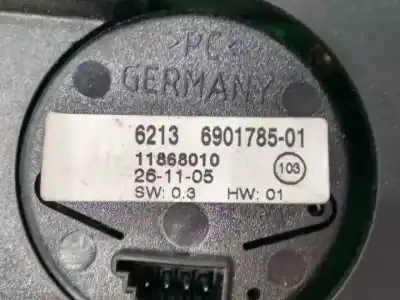 >PC<
GERMANY
6213 6901785-01
11868010
26-11-05
103
SW: 0.3 HW: 01